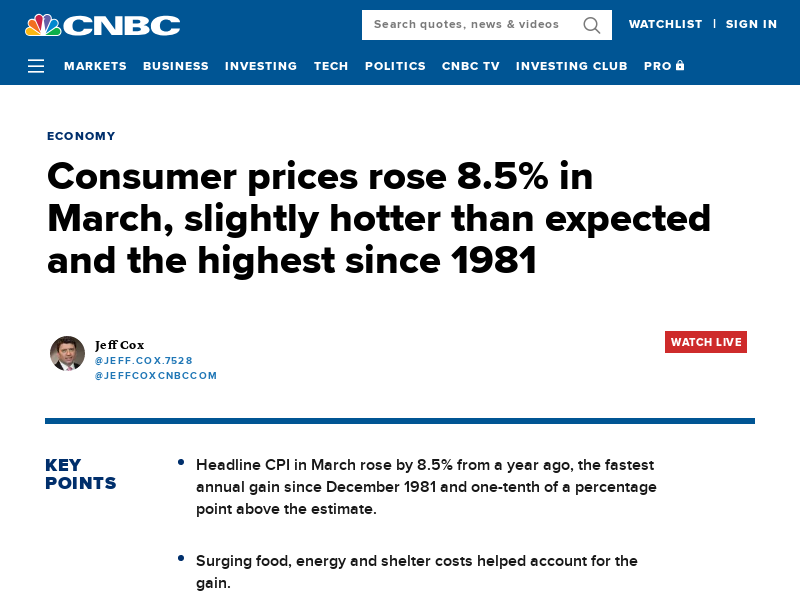 CNBC
Search quotes, news & videos
WATCHLIST | SIGN IN
MARKETS BUSINESS INVESTING TECH POLITICS CNBC TV INVESTING CLUB PRO
ECONOMY
Consumer prices rose 8.5% in
March, slightly hotter than expected
and the highest since 1981
Jeff Cox
@JEFF.COX.7528
@JEFFCOXCNBCCOM
WATCH LIVE
KEY
POINTS
Headline CPI in March rose by 8.5% from a year ago, the fastest
annual gain since December 1981 and one-tenth of a percentage
point above the estimate.
Surging food, energy and shelter costs helped account for the
gain.